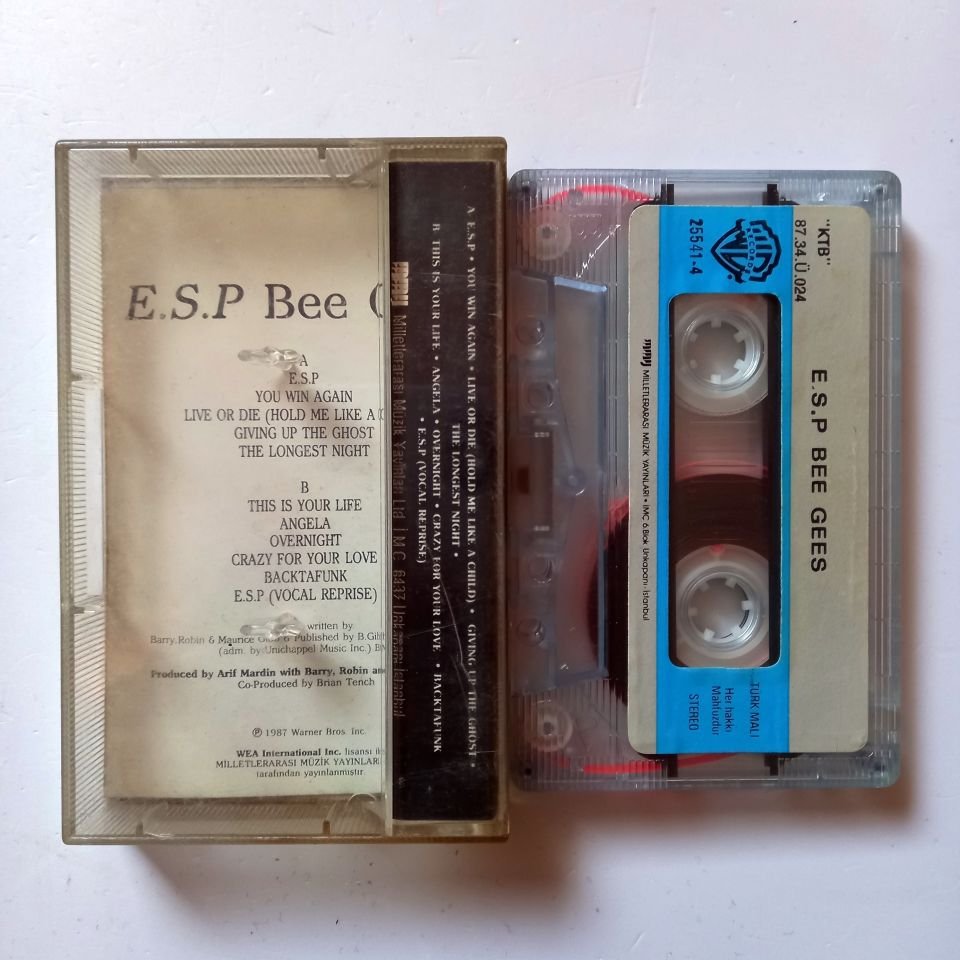 E.S.P Bee
A
E.S.P
YOU WIN AGAIN
LIVE OR DIE (HOLD ME LIKE A
GIVING UP THE GHOST
THE LONGEST NIGHT
B
THIS IS YOUR LIFE
ANGELA
OVERNIGHT
CRAZY FOR YOUR LOVE
BACKTAFUNK
E.S.P (VOCAL REPRISE)
written by
Barry, Robin & Maurice Gibb & Published by B.Gibb
(adm. by Unichappel Music Inc.)
Produced by Arif Mardin with Barry, Robin
Co-Produced by Brian Tench
℗ 1987 Warner Bros. Inc.
WEA International Inc. lisansı
MİLLETLERARASI MÜZİK YAYINLARI
tarafından yayınlanmıştır
A E.S.P • YOU WIN AGAIN • LIVE OR DIE (HOLD ME LIKE A CHILD) • GIVING UP THE GHOST •
THE LONGEST NIGHT •
B THIS IS YOUR LIFE • ANGELA • OVERNIGHT • CRAZY FOR YOUR LOVE • BACKTAFUNK
• E.S.P (VOCAL REPRISE)
Milletlerarası Müzik Yayınları Ltd İ M C 6437 Unkapanı İstanbul
"KTB"
87.34.Ü.024
RECORDS
25541-4
E.S.P BEE GEES
MİLLETLERARASI MÜZİK YAYINLARI • İMÇ 6.Blok Unkapanı-İstanbul
TÜRK MALI
Her hakkı
Mahfuzdur
STEREO